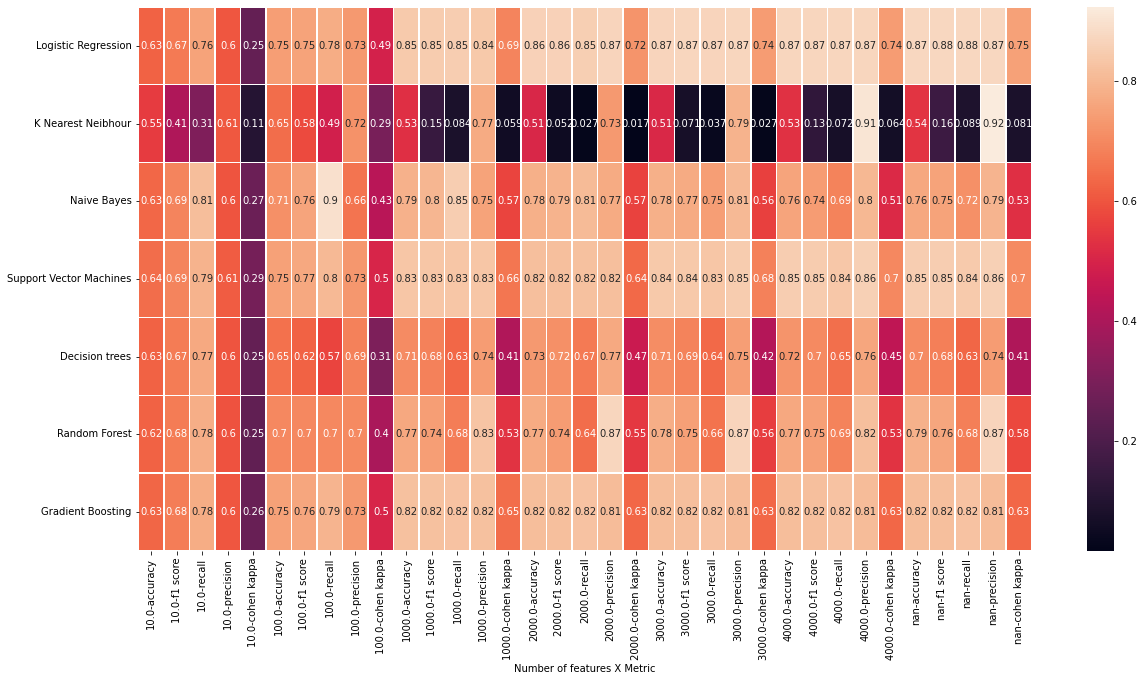 Logistic Regression 0.63 0.67 0.76 0.6 0.25 0.75 0.75 0.78 0.73 0.49 0.85 0.85 0.85 0.84 0.69 0.86 0.86 0.85 0.87 0.72 0.87 0.87 0.87 0.87 0.74 0.87 0.87 0.87 0.87 0.74 0.87 0.88 0.88 0.87 0.75
K Nearest Neibhour 0.55 0.41 0.31 0.61 0.11 0.65 0.58 0.49 0.72 0.29 0.53 0.15 0.084 0.77 0.059 0.51 0.052 0.027 0.73 0.017 0.51 0.071 0.037 0.79 0.027 0.53 0.13 0.072 0.91 0.064 0.54 0.16 0.089 0.92 0.081
Naive Bayes 0.63 0.69 0.81 0.6 0.27 0.71 0.76 0.9 0.66 0.43 0.79 0.8 0.85 0.75 0.57 0.78 0.79 0.81 0.77 0.57 0.78 0.77 0.75 0.81 0.56 0.76 0.74 0.69 0.8 0.51 0.76 0.75 0.72 0.79 0.53
Support Vector Machines 0.64 0.69 0.79 0.61 0.29 0.75 0.77 0.8 0.73 0.5 0.83 0.83 0.83 0.83 0.66 0.82 0.82 0.82 0.82 0.64 0.84 0.84 0.83 0.85 0.68 0.85 0.85 0.84 0.86 0.7 0.85 0.85 0.84 0.86 0.7
Decision trees 0.63 0.67 0.77 0.6 0.25 0.65 0.62 0.57 0.69 0.31 0.71 0.68 0.63 0.74 0.41 0.73 0.72 0.67 0.77 0.47 0.71 0.69 0.64 0.75 0.42 0.72 0.7 0.65 0.76 0.45 0.7 0.68 0.63 0.74 0.41
Random Forest 0.62 0.68 0.78 0.6 0.25 0.7 0.7 0.7 0.7 0.4 0.77 0.74 0.68 0.83 0.53 0.77 0.74 0.64 0.87 0.55 0.78 0.75 0.66 0.87 0.56 0.77 0.75 0.69 0.82 0.53 0.79 0.76 0.68 0.87 0.58
Gradient Boosting 0.63 0.68 0.78 0.6 0.26 0.75 0.76 0.79 0.73 0.5 0.82 0.82 0.82 0.82 0.65 0.82 0.82 0.82 0.81 0.63 0.82 0.82 0.82 0.81 0.63 0.82 0.82 0.82 0.81 0.63 0.82 0.82 0.82 0.81 0.63
10.0-accuracy
10.0-f1 score
10.0-recall
10.0-precision
10.0-cohen kappa
100.0-accuracy
100.0-f1 score
100.0-recall
100.0-precision
100.0-cohen kappa
1000.0-accuracy
1000.0-f1 score
1000.0-recall
1000.0-precision
1000.0-cohen kappa
2000.0-accuracy
2000.0-f1 score
2000.0-recall
2000.0-precision
2000.0-cohen kappa
3000.0-accuracy
3000.0-f1 score
3000.0-recall
3000.0-precision
3000.0-cohen kappa
4000.0-accuracy
4000.0-f1 score
4000.0-recall
4000.0-precision
4000.0-cohen kappa
nan-accuracy
nan-f1 score
nan-recall
nan-precision
nan-cohen kappa
Number of features X Metric
0.8
0.6
0.4
0.2